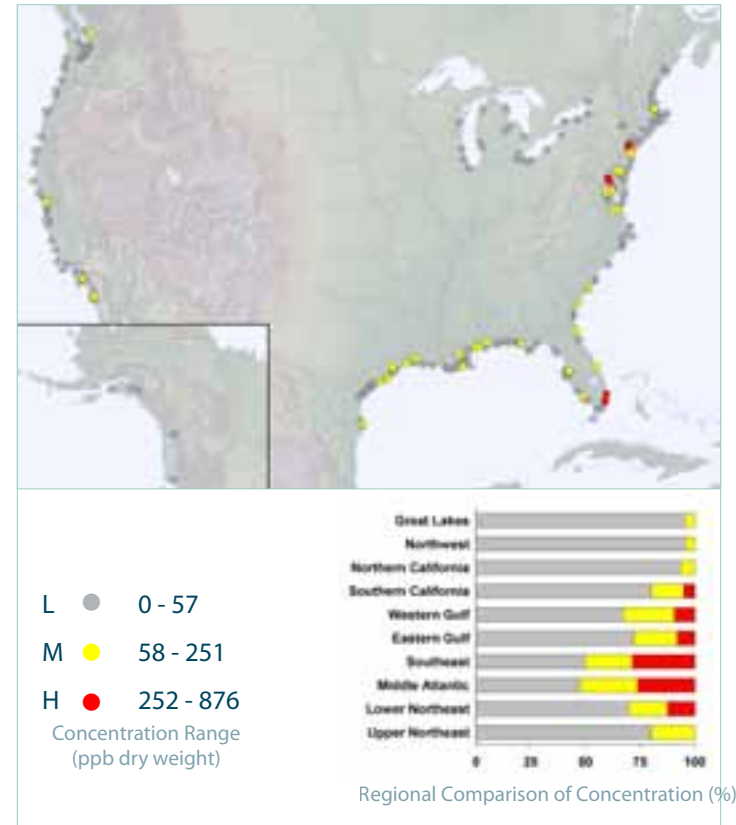 L 0 - 57
M 58 - 251
H 252 - 876
Concentration Range
(ppb dry weight)
Great Lakes
Northwest
Northern California
Southern California
Western Gulf
Eastern Gulf
Southeast
Middle Atlantic
Lower Northeast
Upper Northeast
0 25 50 75 100
Regional Comparison of Concentration (%)